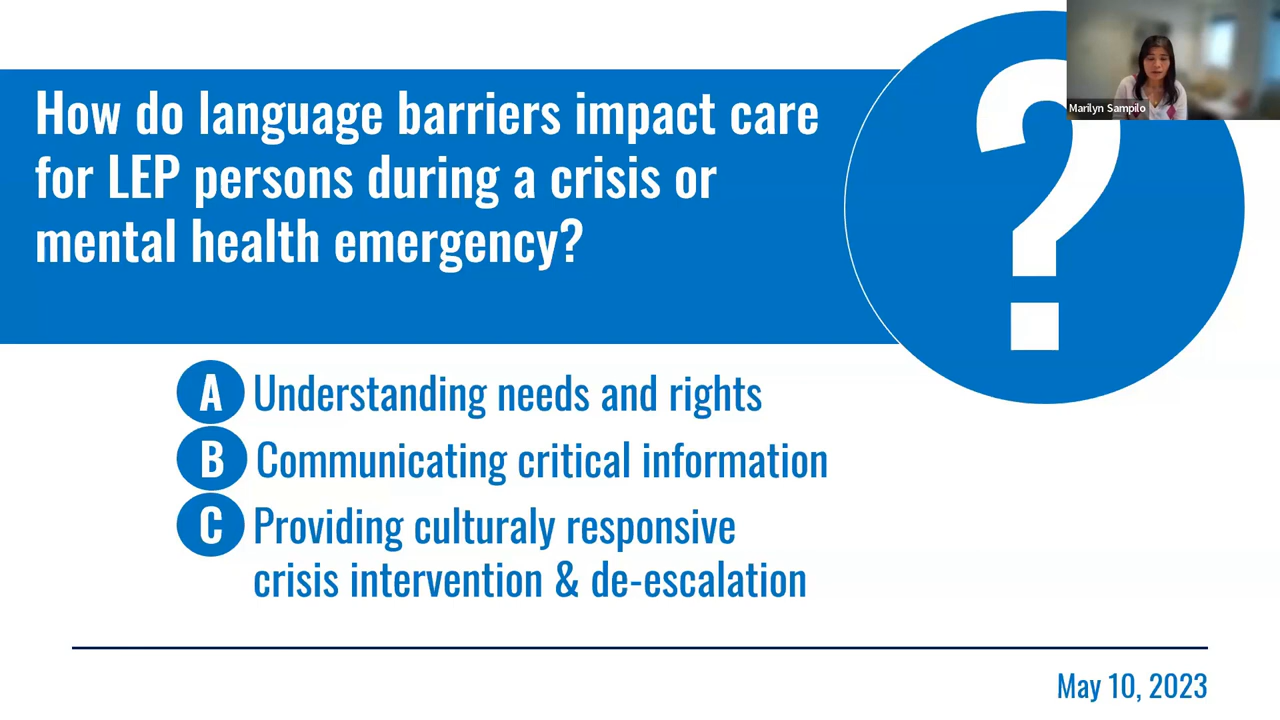 How do language barriers impact care
for LEP persons during a crisis or
mental health emergency?
?
Marilyn Sampilo
A Understanding needs and rights
B Communicating critical information
C Providing culturaly responsive
crisis intervention & de-escalation
May 10, 2023